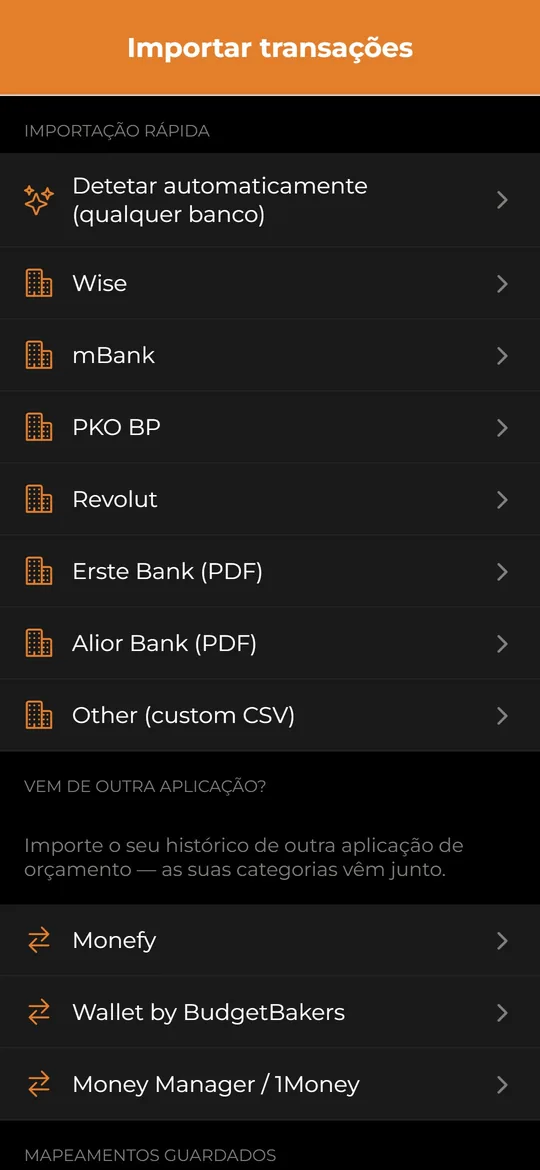 Importar transações
IMPORTAÇÃO RÁPIDA
Detetar automaticamente
(qualquer banco)
Wise
mBank
PKO BP
Revolut
Erste Bank (PDF)
Alior Bank (PDF)
Other (custom CSV)
VEM DE OUTRA APLICAÇÃO?
Importe o seu histórico de outra aplicação de
orçamento — as suas categorias vêm junto.
Monefy
Wallet by BudgetBakers
Money Manager / 1Money
MAPEAMENTOS GUARDADOS